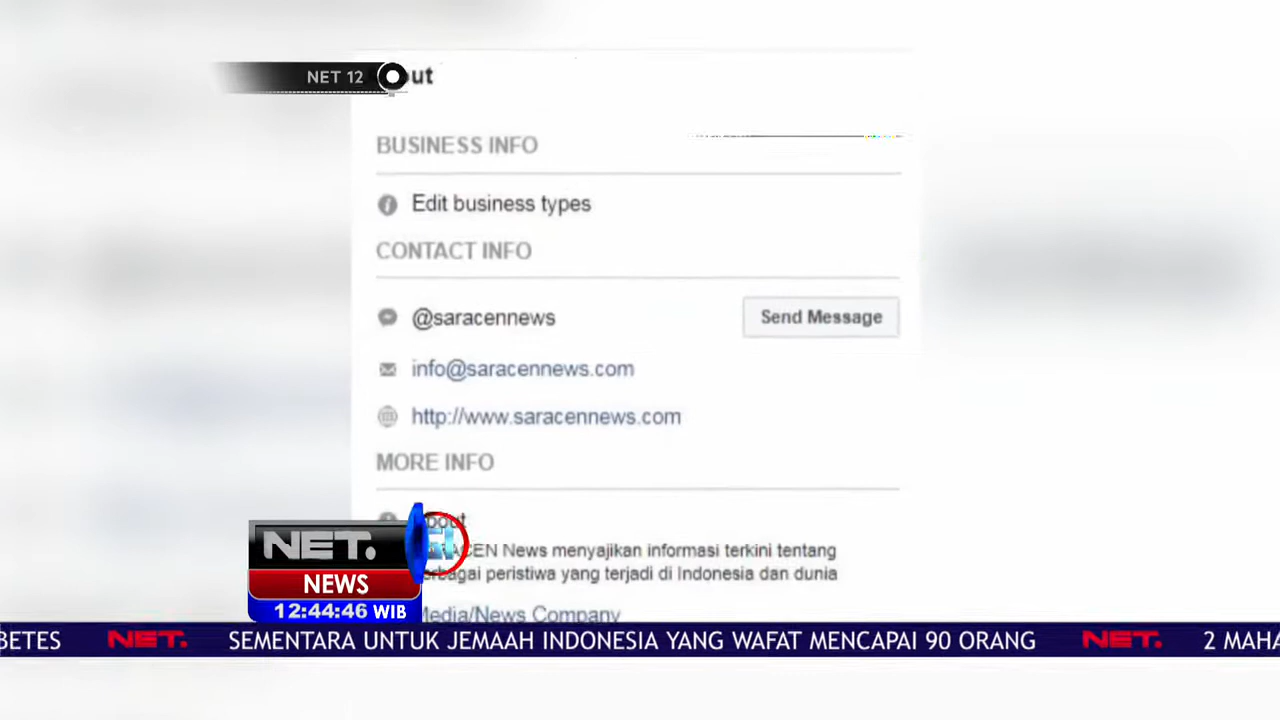 NET 12
ut
BUSINESS INFO
Edit business types
CONTACT INFO
@saracennews
Send Message
info@saracennews.com
http://www.saracennews.com
MORE INFO
About
SARACEN News menyajikan informasi terkini tentang
berbagai peristiwa yang terjadi di Indonesia dan dunia
Media/News Company
NET.
NEWS
12:44:46 WIB
BETES NET. SEMENTARA UNTUK JEMAAH INDONESIA YANG WAFAT MENCAPAI 90 ORANG NET. 2 MAHA